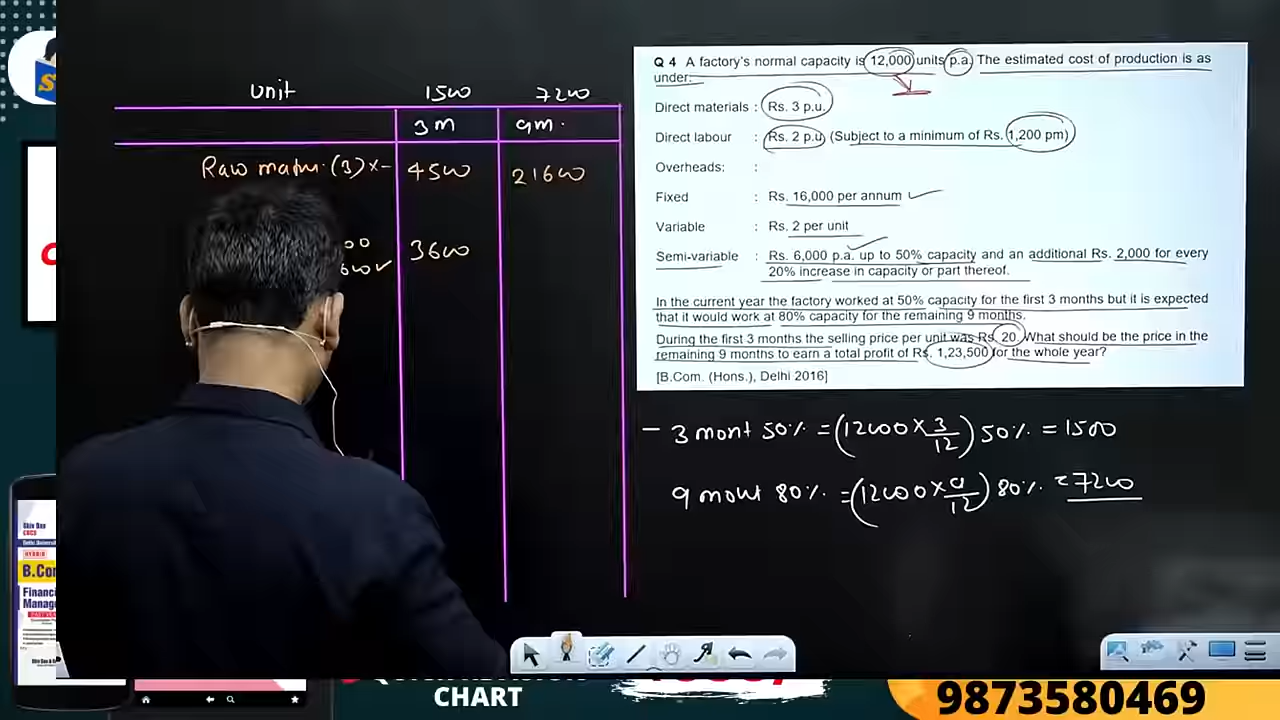 Unit 1500 7200
3M 9m.
Raw mater. (3) x- 4500 21600
00 3600
600 ✓
Q 4 A factory's normal capacity is 12,000 units p.a. The estimated cost of production is as
under:
Direct materials : Rs. 3 p.u.
Direct labour : Rs. 2 p.u. (Subject to a minimum of Rs. 1,200 pm)
Overheads: :
Fixed : Rs. 16,000 per annum
Variable : Rs. 2 per unit
Semi-variable : Rs. 6,000 p.a. up to 50% capacity and an additional Rs. 2,000 for every
20% increase in capacity or part thereof.
In the current year the factory worked at 50% capacity for the first 3 months but it is expected
that it would work at 80% capacity for the remaining 9 months.
During the first 3 months the selling price per unit was Rs. 20. What should be the price in the
remaining 9 months to earn a total profit of Rs. 1,23,500 for the whole year?
[B.Com. (Hons.), Delhi 2016]
- 3 mont 50% = (12000 x 3/12) 50% = 1500
9 mont 80% = (12000 x 9/12) 80% = 7200
B.Com
Financi
Manag
CHART
9873580469